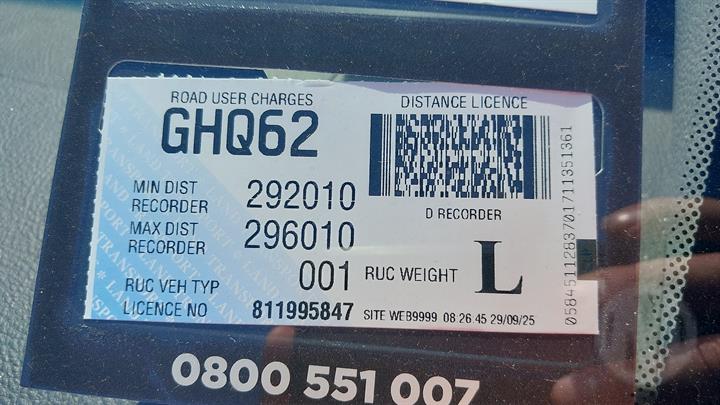 ROAD USER CHARGES
DISTANCE LICENCE
GHQ62
MIN DIST RECORDER 292010
D RECORDER
MAX DIST RECORDER 296010
RUC VEH TYP 001
RUC WEIGHT L
LICENCE NO 811995847
SITE WEB9999 08 26 45 29/09/25
0584511283701711351361
0800 551 007